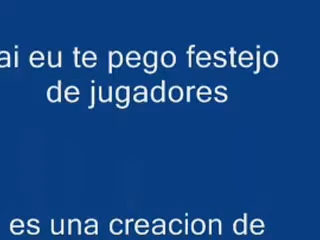 ai eu te pego festejo
de jugadores
es una creacion de